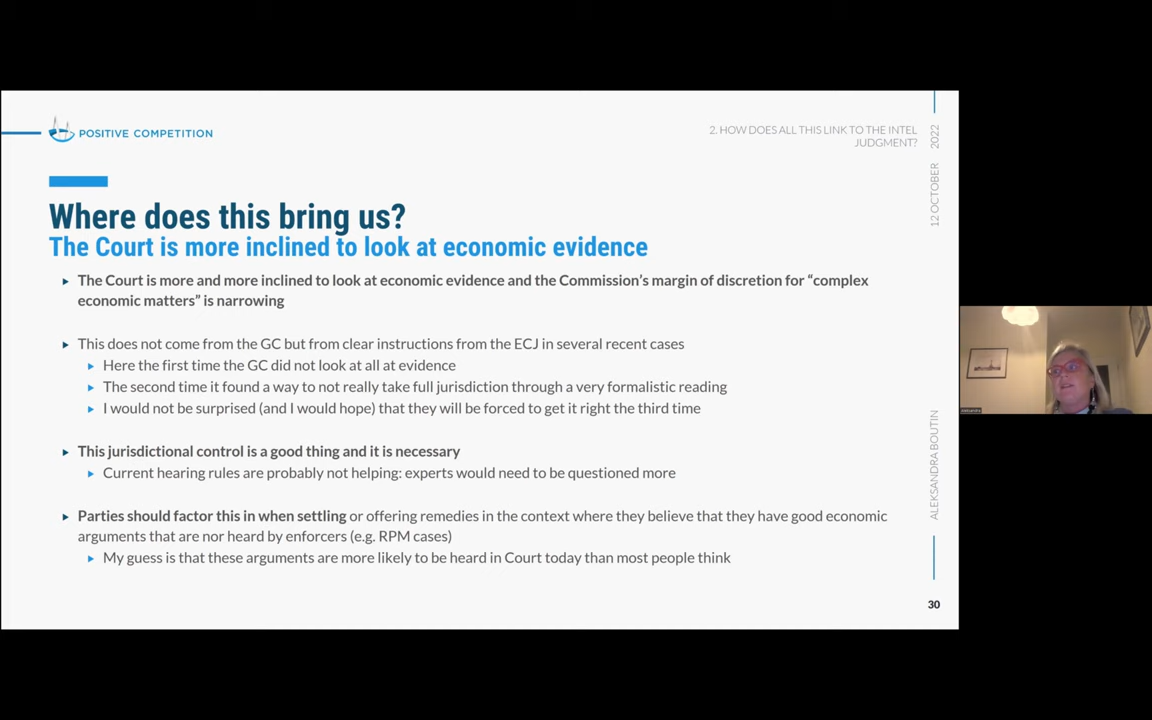 POSITIVE COMPETITION
2. HOW DOES ALL THIS LINK TO THE INTEL
JUDGMENT?
12 OCTOBER 2022
Where does this bring us?
The Court is more inclined to look at economic evidence
The Court is more and more inclined to look at economic evidence and the Commission's margin of discretion for “complex
economic matters” is narrowing
This does not come from the GC but from clear instructions from the ECJ in several recent cases
Here the first time the GC did not look at all at evidence
The second time it found a way to not really take full jurisdiction through a very formalistic reading
I would not be surprised (and I would hope) that they will be forced to get it right the third time
This jurisdictional control is a good thing and it is necessary
Current hearing rules are probably not helping: experts would need to be questioned more
Parties should factor this in when settling or offering remedies in the context where they believe that they have good economic
arguments that are nor heard by enforcers (e.g. RPM cases)
My guess is that these arguments are more likely to be heard in Court today than most people think
ALEKSANDRA BOUTIN
30